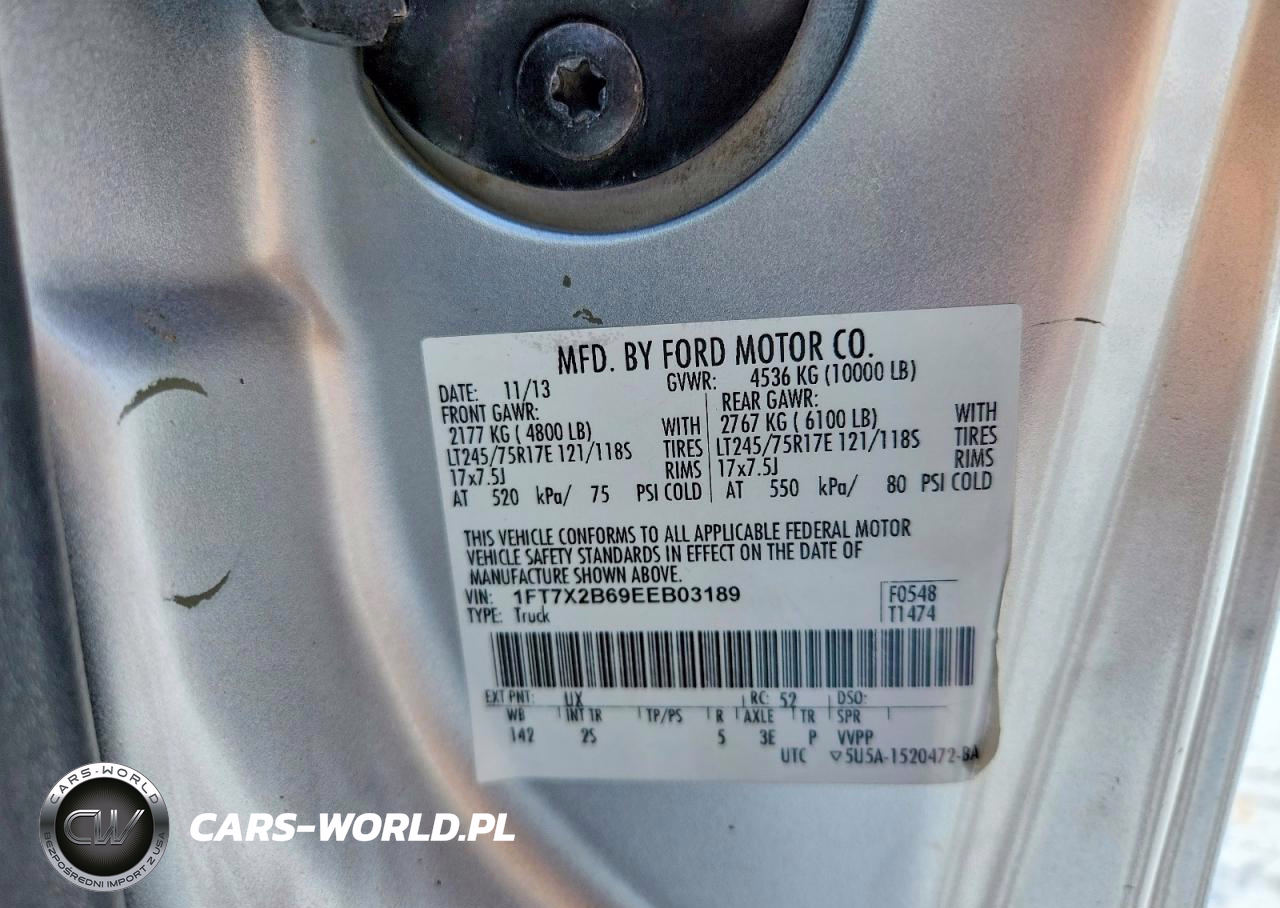 MFD. BY FORD MOTOR CO.
DATE: 11/13 GVWR: 4536 KG (10000 LB)
FRONT GAWR: REAR GAWR:
2177 KG ( 4800 LB) WITH 2767 KG ( 6100 LB) WITH
LT245/75R17E 121/118S TIRES LT245/75R17E 121/118S TIRES
17x7.5J RIMS 17x7.5J RIMS
AT 520 kPa/ 75 PSI COLD AT 550 kPa/ 80 PSI COLD
THIS VEHICLE CONFORMS TO ALL APPLICABLE FEDERAL MOTOR
VEHICLE SAFETY STANDARDS IN EFFECT ON THE DATE OF
MANUFACTURE SHOWN ABOVE.
VIN: 1FT7X2B69EEB03189 F0548
TYPE: Truck T1474
EXT PNT: UX RC: 52 DSO:
WB INT TR TP/PS R AXLE TR SPR
142 2S 5 3E P VVPP
UTC ▽5U5A-1520472-BA
CARS-WORLD
CW
BEZPOŚREDNI IMPORT Z USA
CARS-WORLD.PL